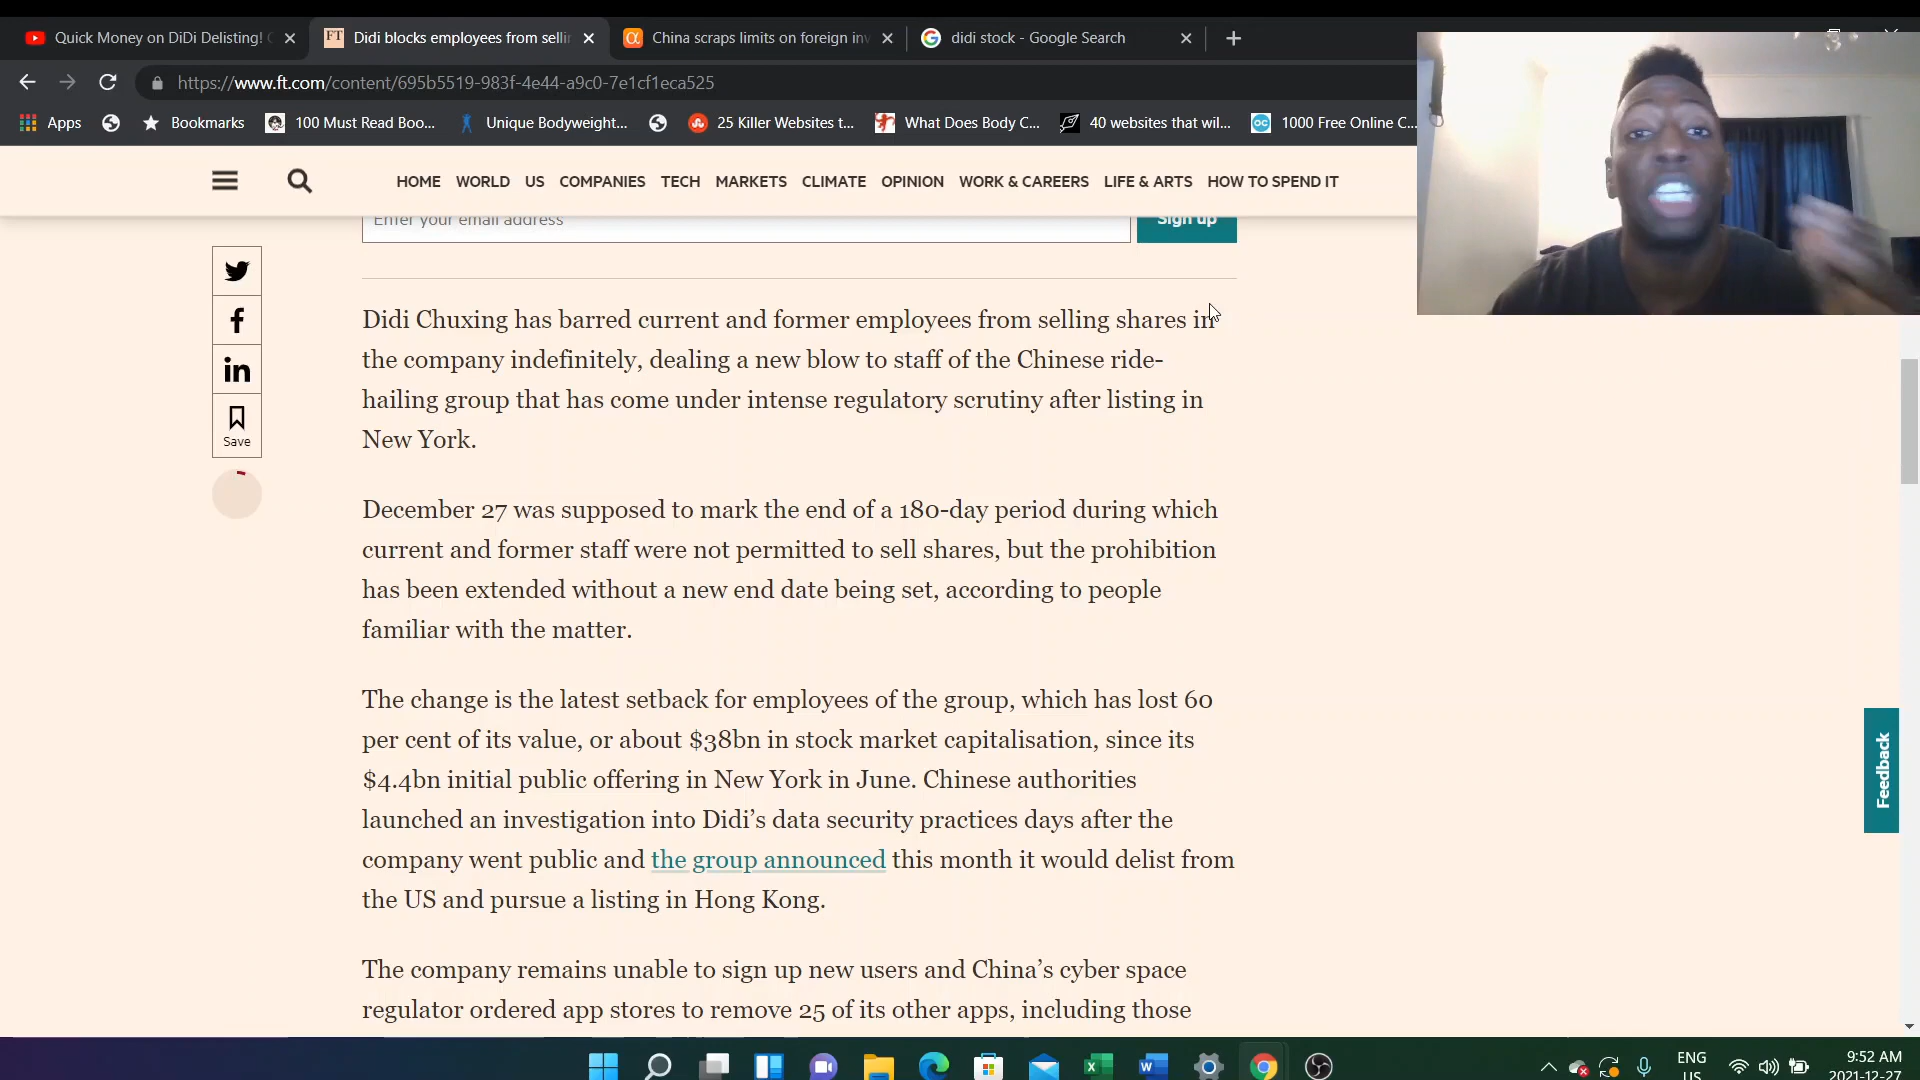 Quick Money on DiDi Delisting!
FT Didi blocks employees from selli
China scraps limits on foreign inv
didi stock - Google Search
https://www.ft.com/content/695b5519-983f-4e44-a9c0-7e1cf1eca525
Apps
Bookmarks
100 Must Read Boo...
Unique Bodyweight...
25 Killer Websites t...
What Does Body C...
40 websites that wil...
OC 1000 Free Online C...
HOME WORLD US COMPANIES TECH MARKETS CLIMATE OPINION WORK & CAREERS LIFE & ARTS HOW TO SPEND IT
Enter your email address
Sign up
Save
Didi Chuxing has barred current and former employees from selling shares in
the company indefinitely, dealing a new blow to staff of the Chinese ride-
hailing group that has come under intense regulatory scrutiny after listing in
New York.
December 27 was supposed to mark the end of a 180-day period during which
current and former staff were not permitted to sell shares, but the prohibition
has been extended without a new end date being set, according to people
familiar with the matter.
The change is the latest setback for employees of the group, which has lost 60
per cent of its value, or about $38bn in stock market capitalisation, since its
$4.4bn initial public offering in New York in June. Chinese authorities
launched an investigation into Didi’s data security practices days after the
company went public and the group announced this month it would delist from
the US and pursue a listing in Hong Kong.
The company remains unable to sign up new users and China’s cyber space
regulator ordered app stores to remove 25 of its other apps, including those
Feedback
ENG
US
9:52 AM
2021-12-27